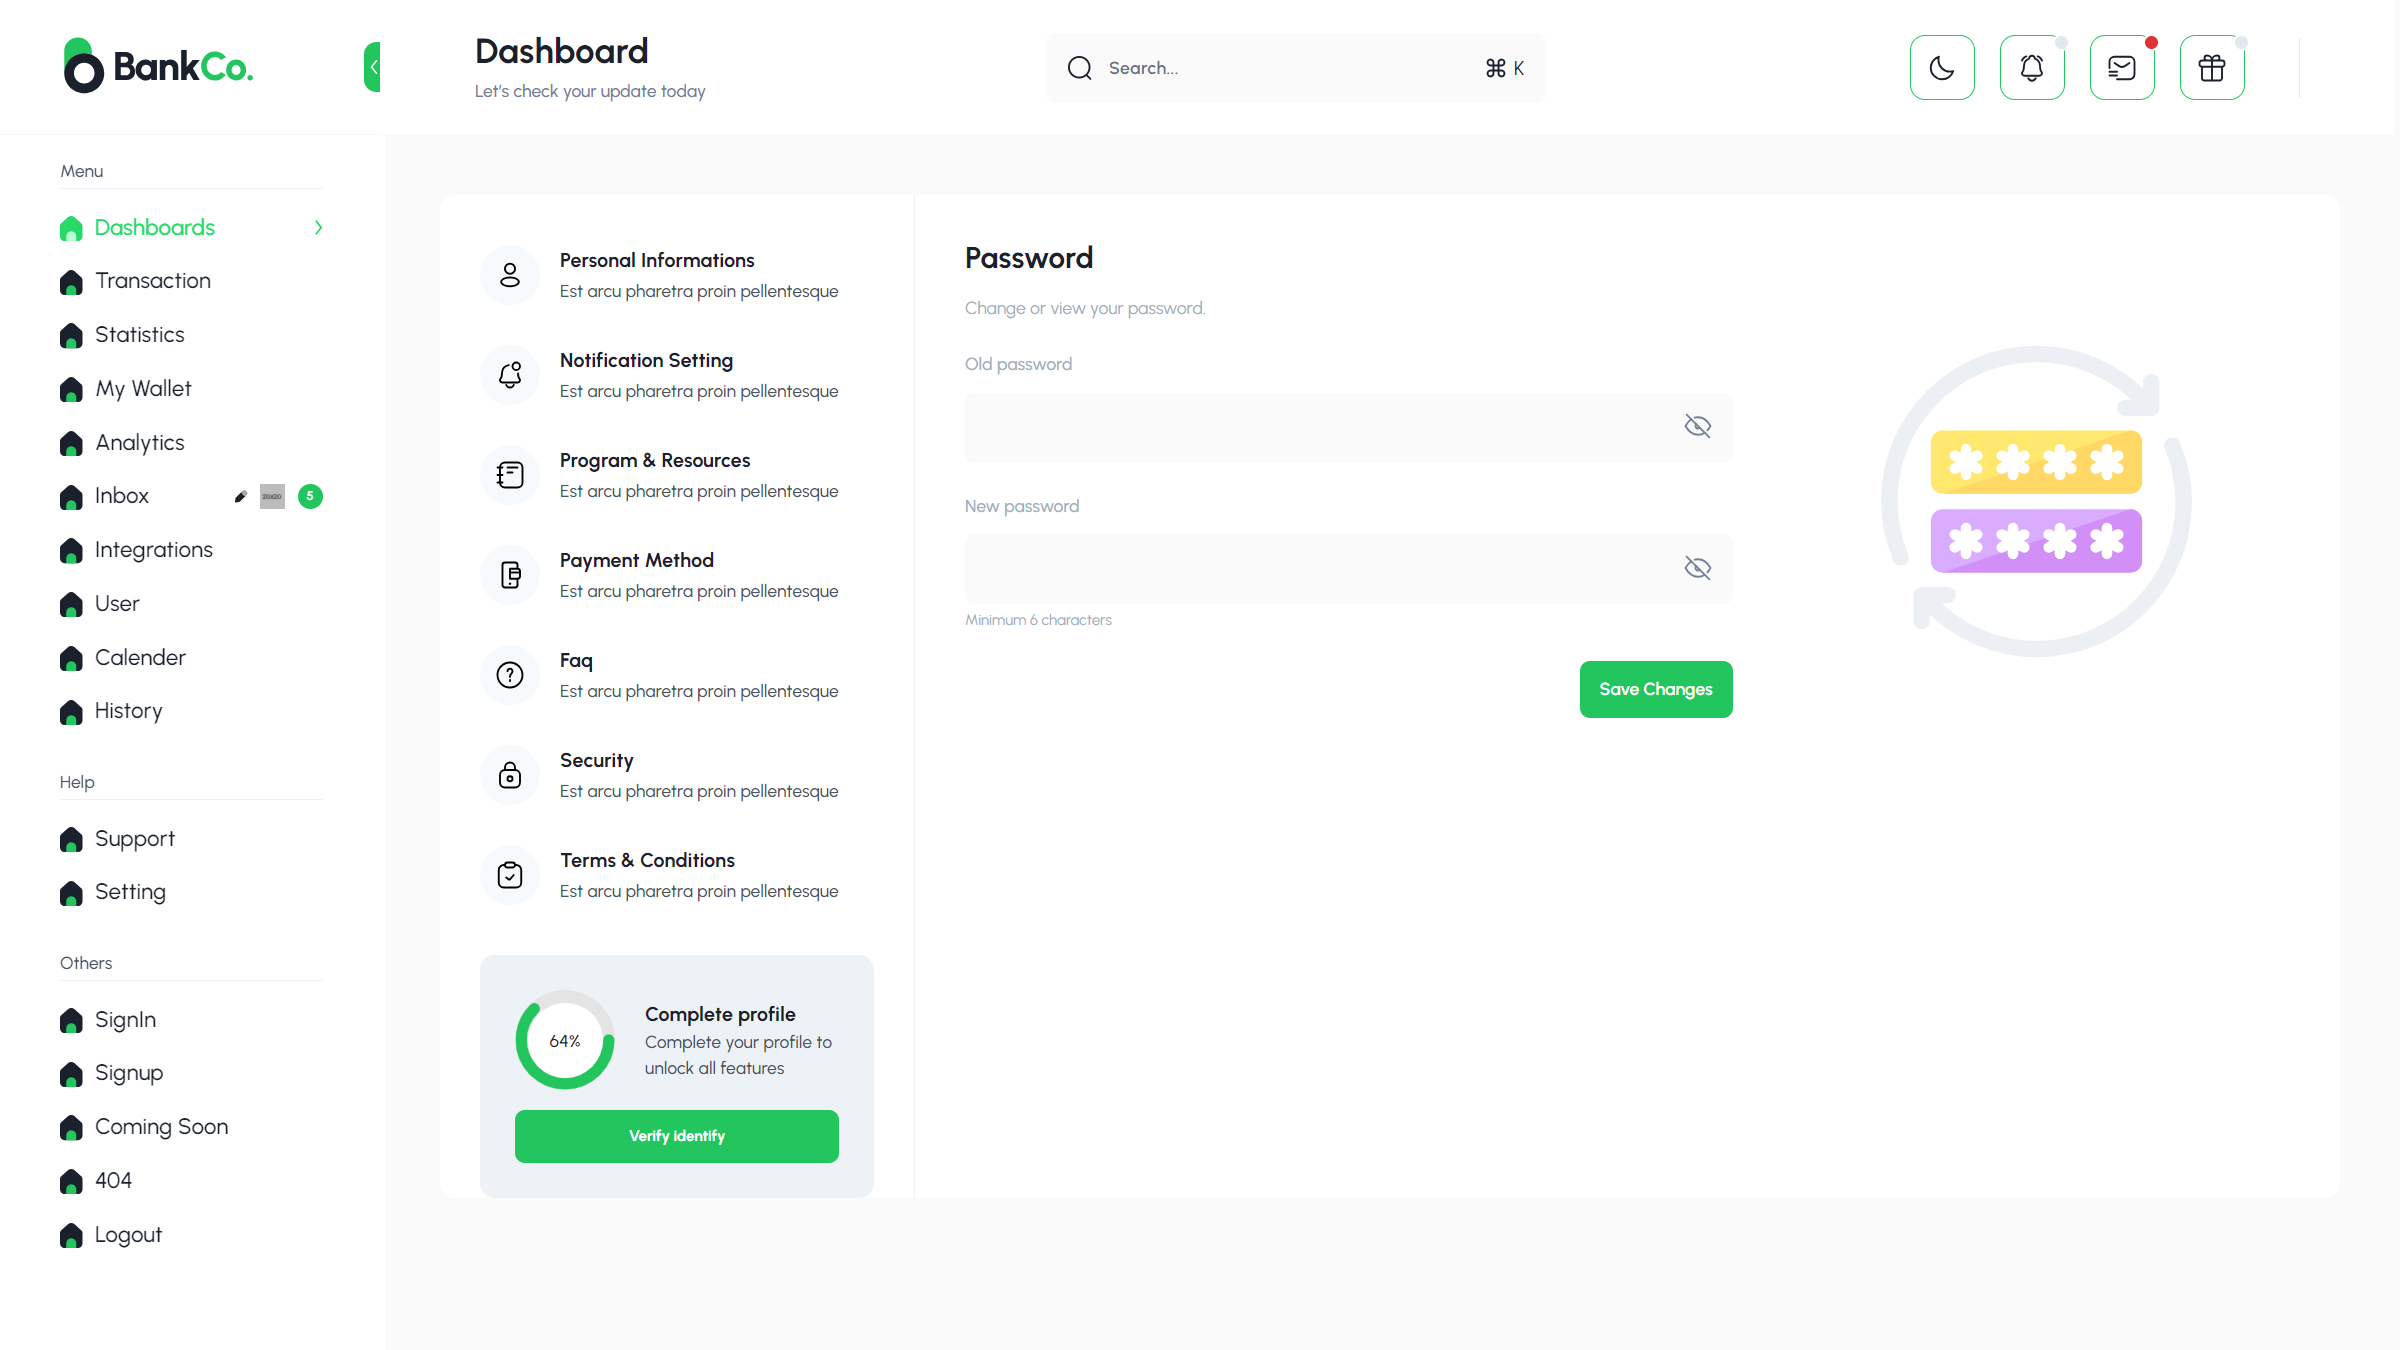 BankCo.
Dashboard
Let's check your update today
Search...
⌘ K
Menu
Dashboards
Transaction
Statistics
My Wallet
Analytics
Inbox
20x20
5
Integrations
User
Calender
History
Help
Support
Setting
Others
SignIn
Signup
Coming Soon
404
Logout
Personal Informations
Est arcu pharetra proin pellentesque
Notification Setting
Est arcu pharetra proin pellentesque
Program & Resources
Est arcu pharetra proin pellentesque
Payment Method
Est arcu pharetra proin pellentesque
Faq
Est arcu pharetra proin pellentesque
Security
Est arcu pharetra proin pellentesque
Terms & Conditions
Est arcu pharetra proin pellentesque
64%
Complete profile
Complete your profile to
unlock all features
Verify identify
Password
Change or view your password.
Old password
New password
Minimum 6 characters
Save Changes